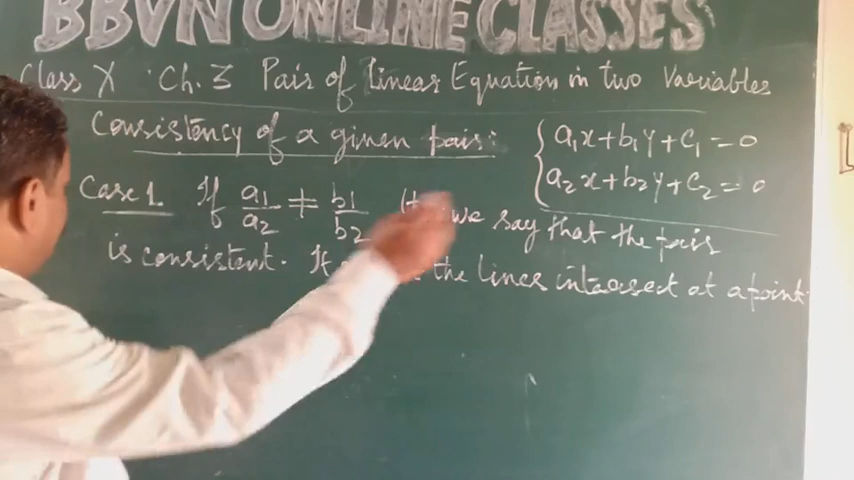 BBVN ONLINE CLASSES
Class X Ch. 3 Pair of linear Equation in two Variables
Consistency of a given pair:
{ a₁x + b₁y + c₁ = 0
a₂x + b₂y + c₂ = 0
Case 1. If a₁/a₂ ≠ b₁/b₂ we say that the pair
is consistent. If the lines intersect at a point.